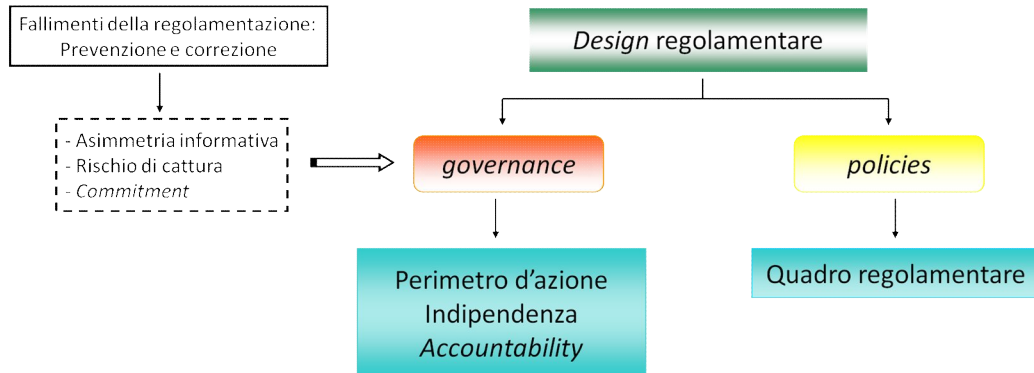 Fallimenti della regolamentazione:
Prevenzione e correzione
Design regolamentare
- Asimmetria informativa
- Rischio di cattura
- Commitment
governance
policies
Perimetro d'azione
Indipendenza
Accountability
Quadro regolamentare